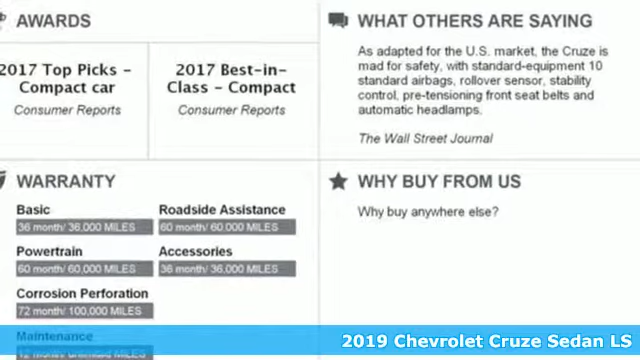 AWARDS
2017 Top Picks -
Compact car
Consumer Reports
2017 Best-in-
Class - Compact
Consumer Reports
WHAT OTHERS ARE SAYING
As adapted for the U.S. market, the Cruze is
mad for safety, with standard-equipment 10
standard airbags, rollover sensor, stability
control, pre-tensioning front seat belts and
automatic headlamps.
The Wall Street Journal
WARRANTY
Basic
36 month/ 36,000 MILES
Roadside Assistance
60 month/ 60,000 MILES
Powertrain
60 month/ 60,000 MILES
Accessories
36 month/ 36,000 MILES
Corrosion Perforation
72 month/ 100,000 MILES
Maintenance
12 month/ unlimited MILES
WHY BUY FROM US
Why buy anywhere else?
2019 Chevrolet Cruze Sedan LS